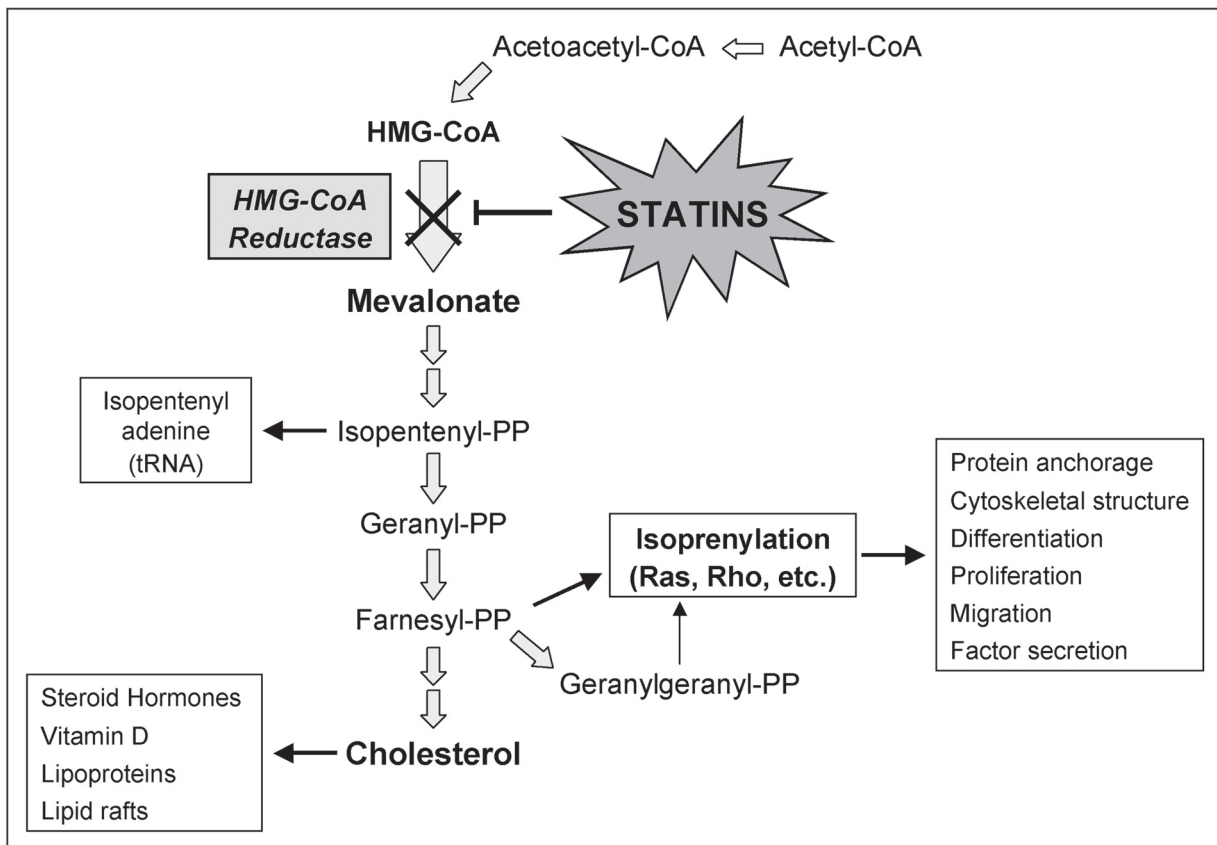 Acetoacetyl-CoA
Acetyl-CoA
HMG-CoA
HMG-CoA
Reductase
STATINS
Mevalonate
Isopentenyl
adenine
(tRNA)
Isopentenyl-PP
Geranyl-PP
Isoprenylation
(Ras, Rho, etc.)
Protein anchorage
Cytoskeletal structure
Differentiation
Proliferation
Migration
Factor secretion
Farnesyl-PP
Geranylgeranyl-PP
Steroid Hormones
Vitamin D
Lipoproteins
Lipid rafts
Cholesterol